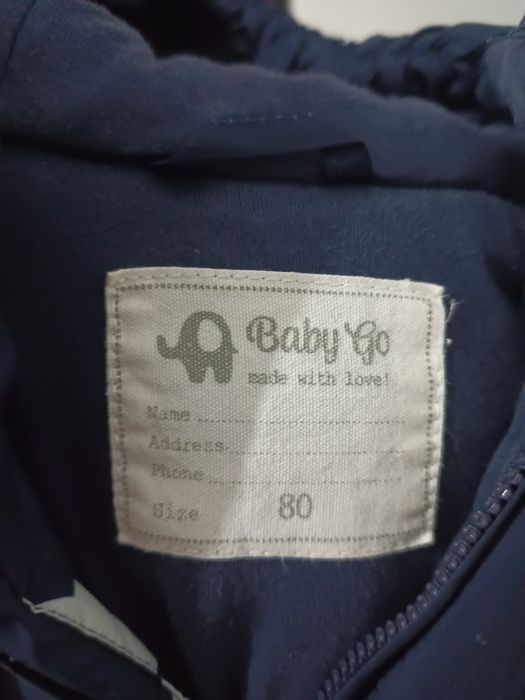 Baby Go
made with love!
Name
Address
Phone
Size 80